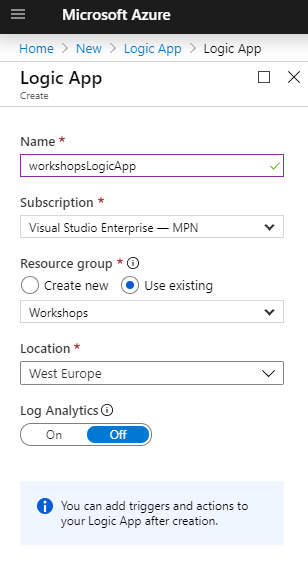 Microsoft Azure
Home > New > Logic App > Logic App
Logic App
Create
Name *
workshopsLogicApp
Subscription *
Visual Studio Enterprise — MPN
Resource group *
Create new Use existing
Workshops
Location *
West Europe
Log Analytics
On Off
You can add triggers and actions to
your Logic App after creation.